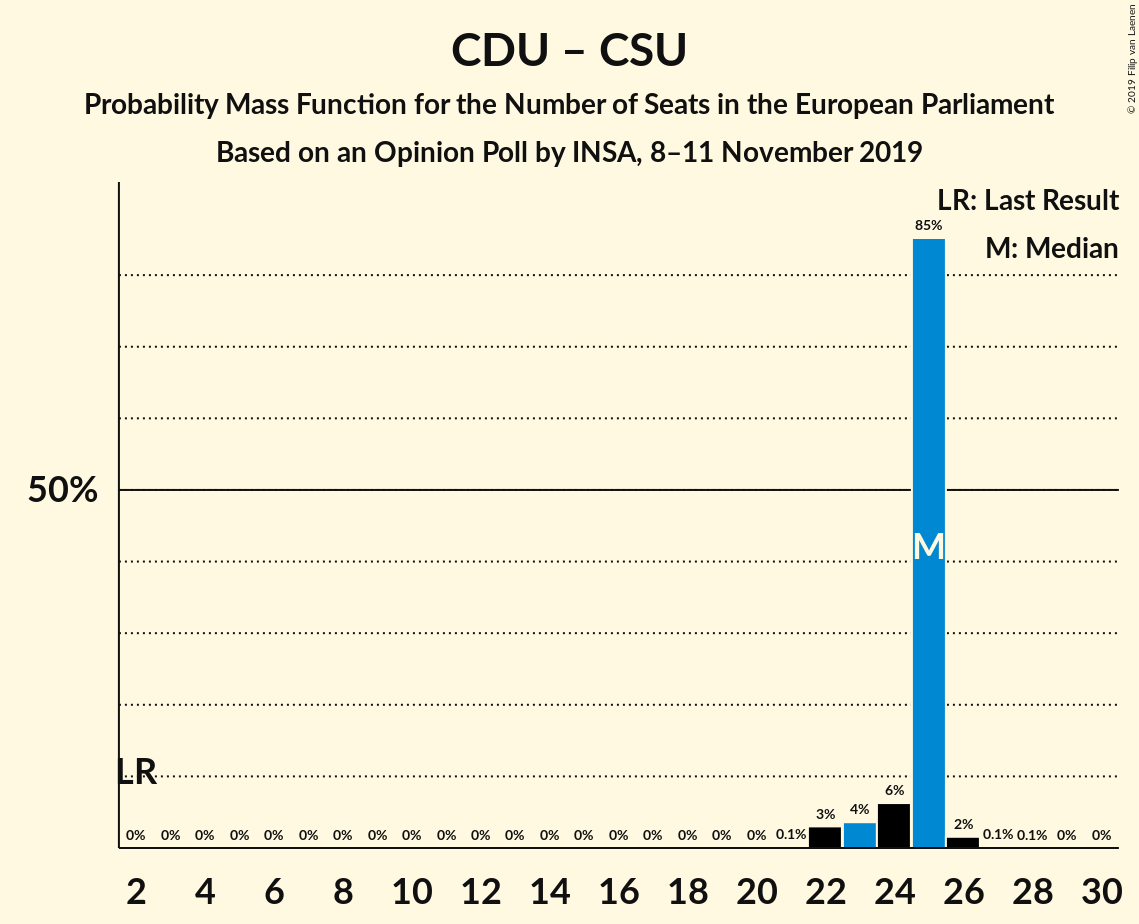 CDU – CSU
Probability Mass Function for the Number of Seats in the European Parliament
Based on an Opinion Poll by INSA, 8–11 November 2019
© 2019 Filip van Laenen
LR: Last Result
M: Median
85%
50%
M
LR
0% 0% 0% 0% 0% 0% 0% 0% 0% 0% 0% 0% 0% 0% 0% 0% 0% 0% 0% 0.1% 3% 4% 6% 2% 0.1% 0.1% 0% 0%
2 4 6 8 10 12 14 16 18 20 22 24 26 28 30